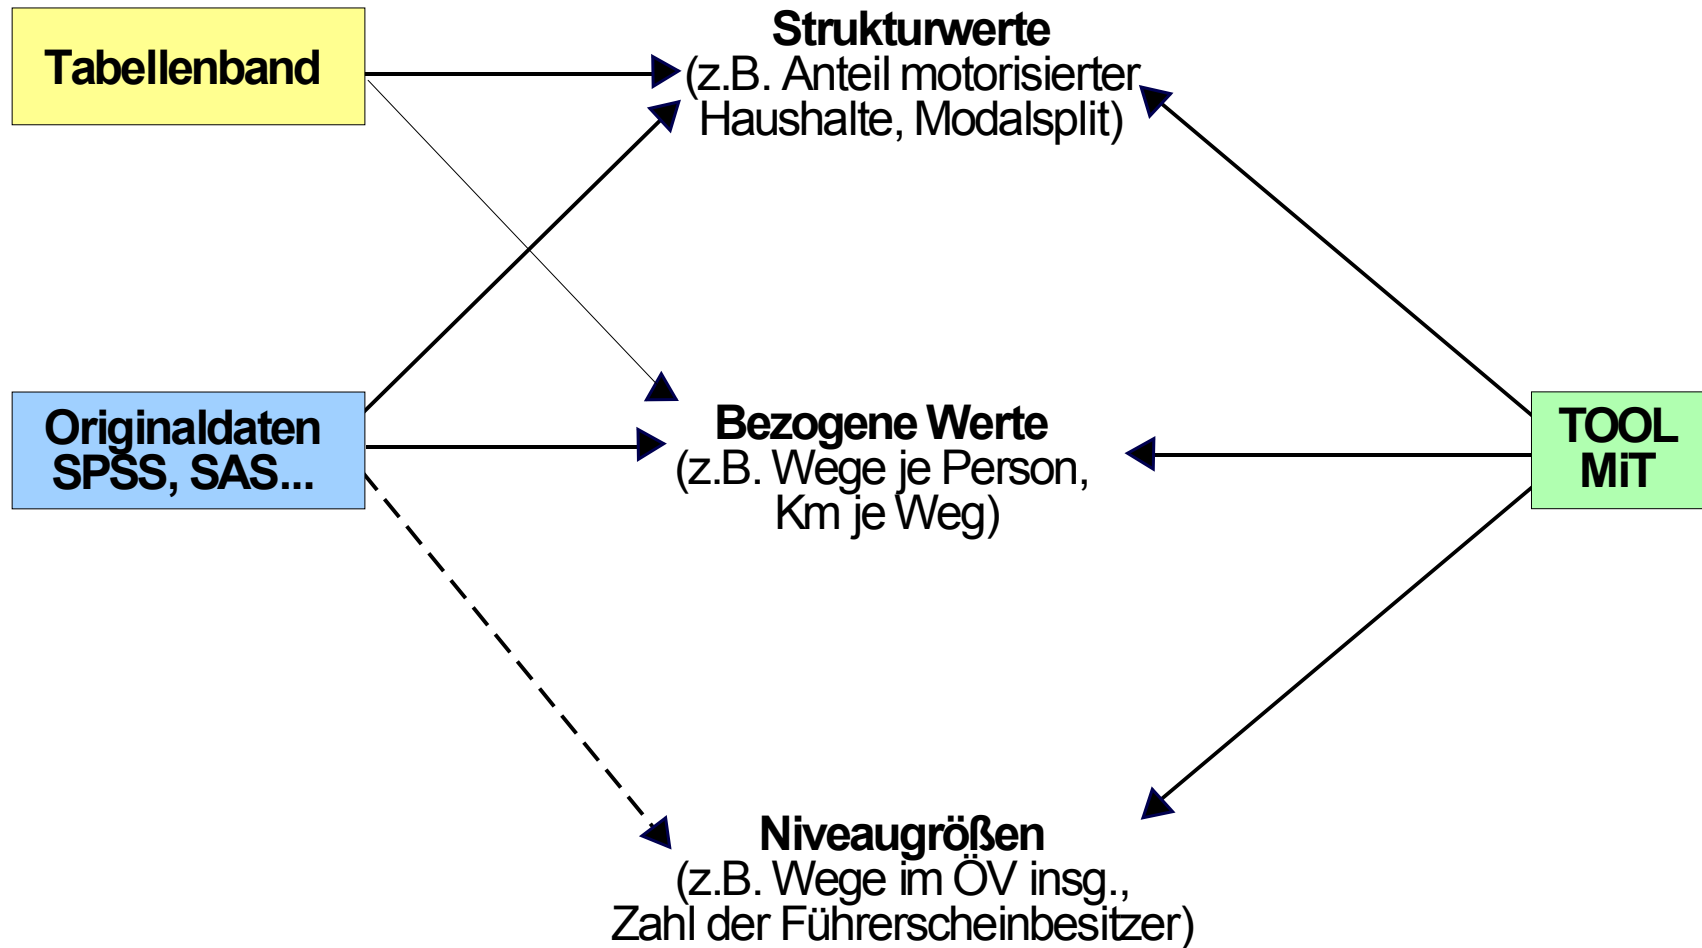 Tabellenband
Strukturwerte
(z.B. Anteil motorisierter
Haushalte, Modalsplit)
Originaldaten
SPSS, SAS...
Bezogene Werte
(z.B. Wege je Person,
Km je Weg)
TOOL
MiT
Niveaugrößen
(z.B. Wege im ÖV insg.,
Zahl der Führerscheinbesitzer)